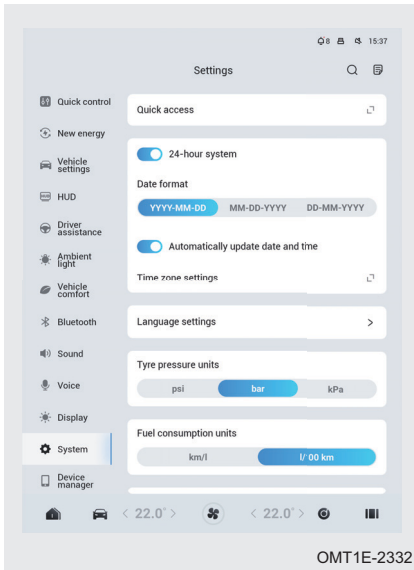 8 15:37
Settings
Quick control
Quick access
New energy
24-hour system
Vehicle
settings
Date format
HUD
YYYY-MM-DD MM-DD-YYYY DD-MM-YYYY
Driver
assistance
Automatically update date and time
Ambient
light
Time zone settings
Vehicle
comfort
Bluetooth
Language settings
Sound
Tyre pressure units
Voice
psi bar kPa
Display
Fuel consumption units
System
km/l l/100 km
Device
manager
< 22.0° > < 22.0° >
OMT1E-2332